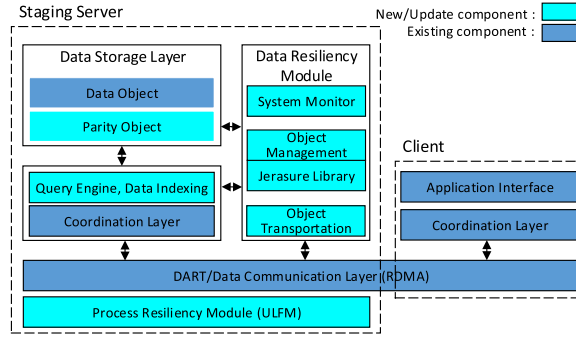 Staging Server
New/Update component :
Existing component :
Data Storage Layer
Data Object
Parity Object
Data Resiliency
Module
System Monitor
Object
Management
Jerasure Library
Object
Transportation
Query Engine, Data Indexing
Coordination Layer
Client
Application Interface
Coordination Layer
DART/Data Communication Layer (RDMA)
Process Resiliency Module (ULFM)